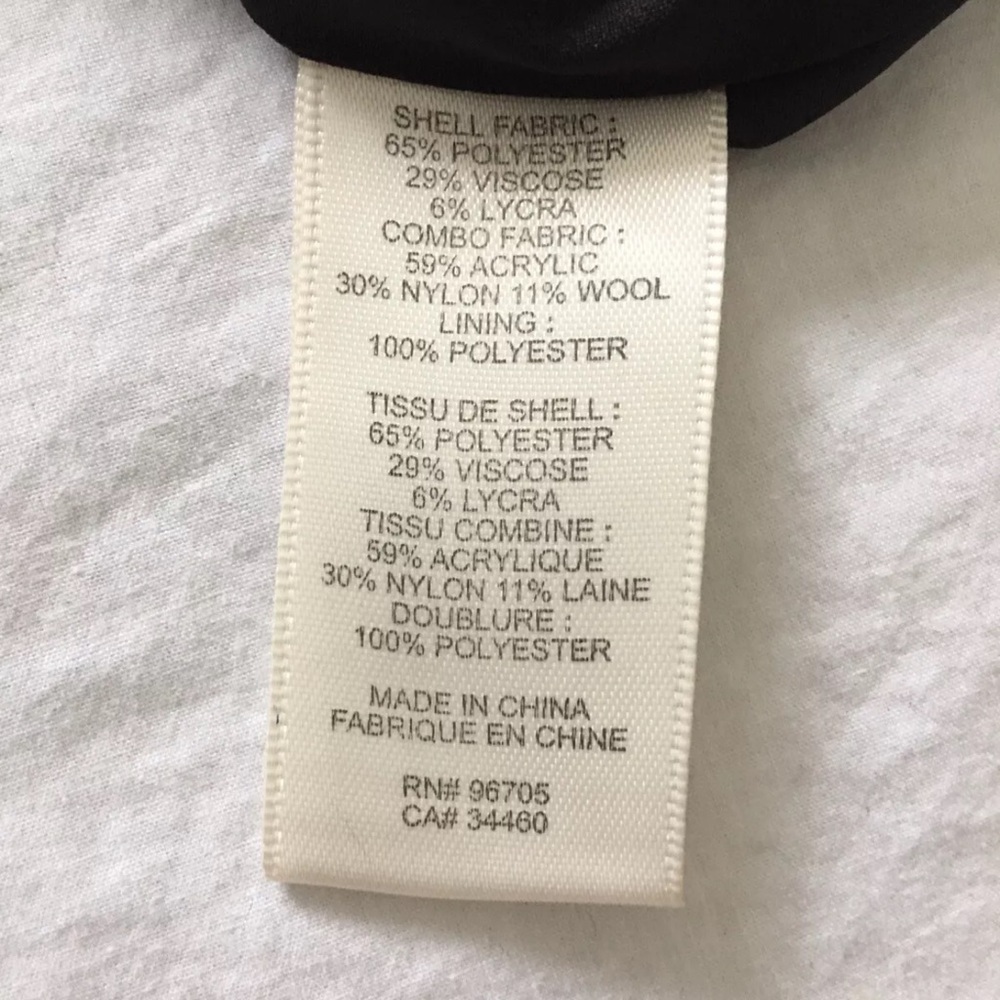 SHELL FABRIC :
65% POLYESTER
29% VISCOSE
6% LYCRA
COMBO FABRIC :
59% ACRYLIC
30% NYLON 11% WOOL
LINING :
100% POLYESTER
TISSU DE SHELL :
65% POLYESTER
29% VISCOSE
6% LYCRA
TISSU COMBINE :
59% ACRYLIQUE
30% NYLON 11% LAINE
DOUBLURE :
100% POLYESTER
MADE IN CHINA
FABRIQUE EN CHINE
RN# 96705
CA# 34460